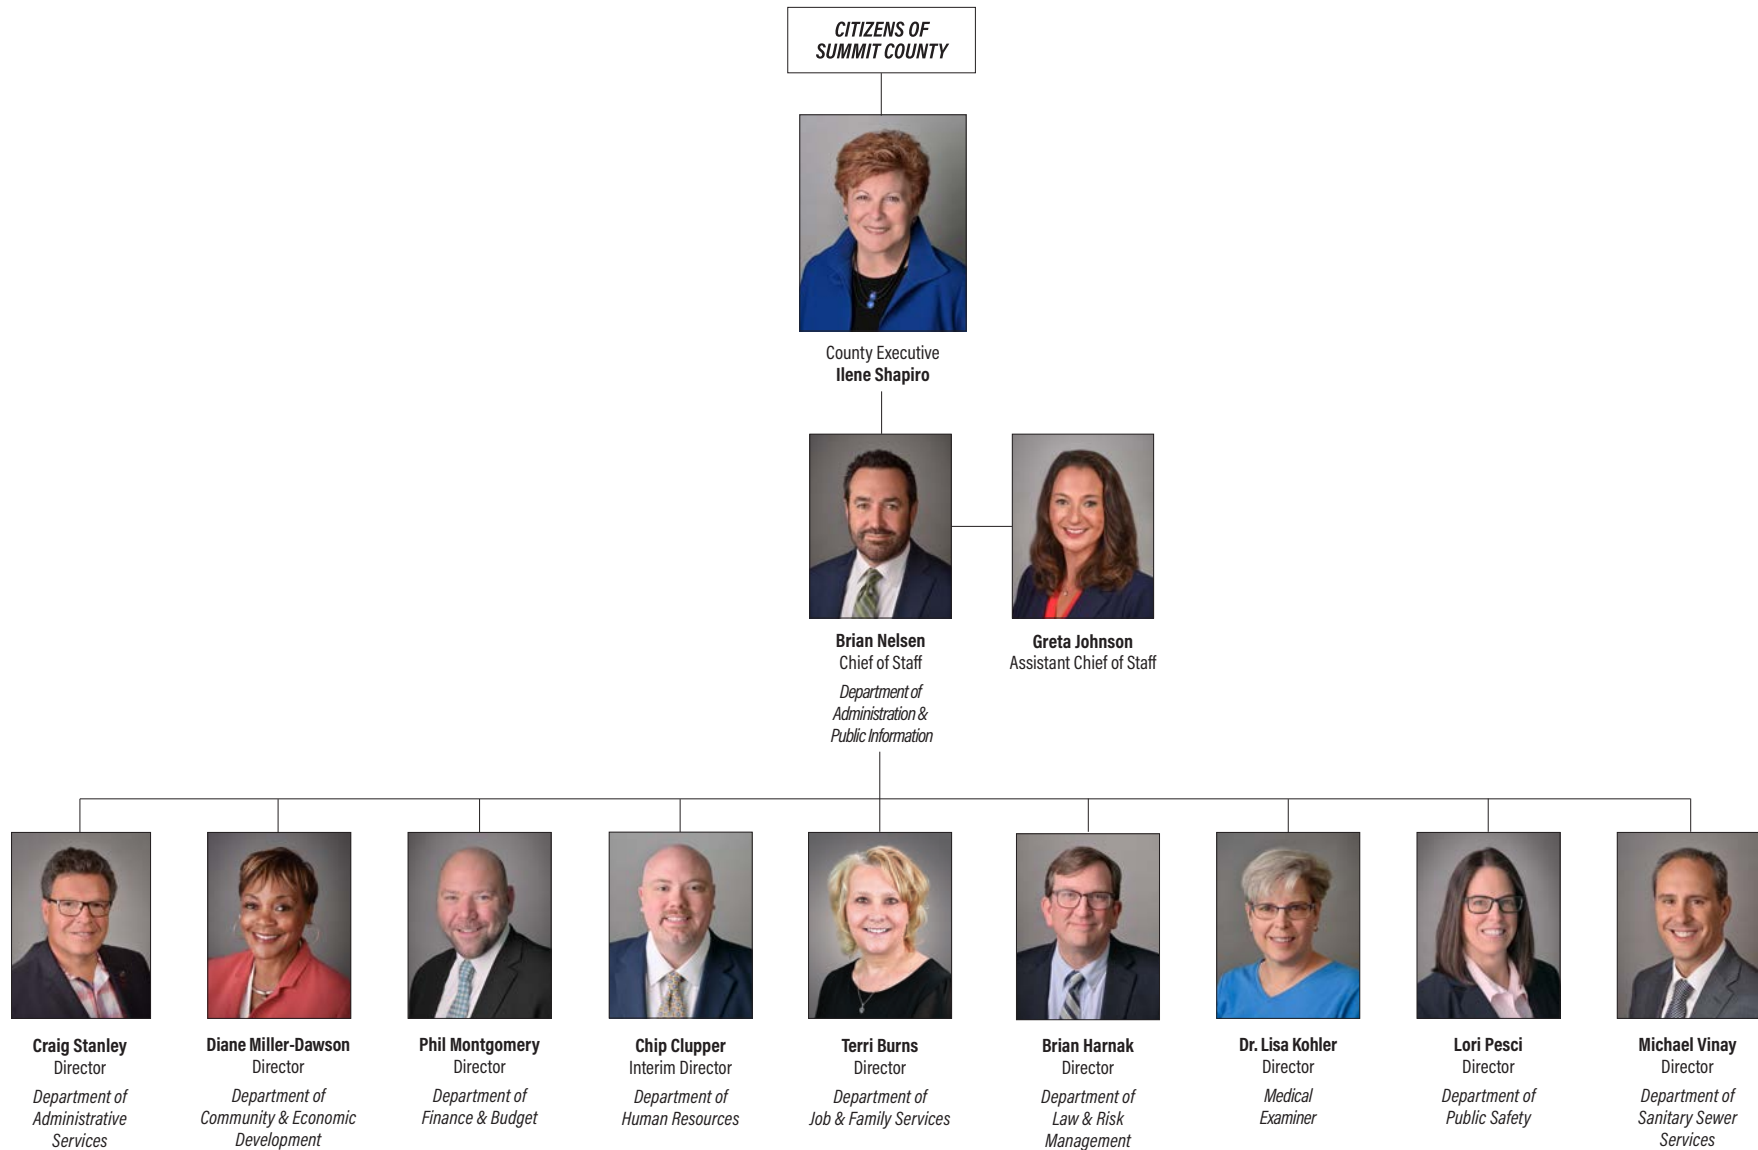 CITIZENS OF
SUMMIT COUNTY
County Executive
Ilene Shapiro
Brian Nelsen
Chief of Staff
Department of
Administration &
Public Information
Greta Johnson
Assistant Chief of Staff
Craig Stanley
Director
Department of
Administrative
Services
Diane Miller-Dawson
Director
Department of
Community & Economic
Development
Phil Montgomery
Director
Department of
Finance & Budget
Chip Clupper
Interim Director
Department of
Human Resources
Terri Burns
Director
Department of
Job & Family Services
Brian Harnak
Director
Department of
Law & Risk
Management
Dr. Lisa Kohler
Director
Medical
Examiner
Lori Pesci
Director
Department of
Public Safety
Michael Vinay
Director
Department of
Sanitary Sewer
Services